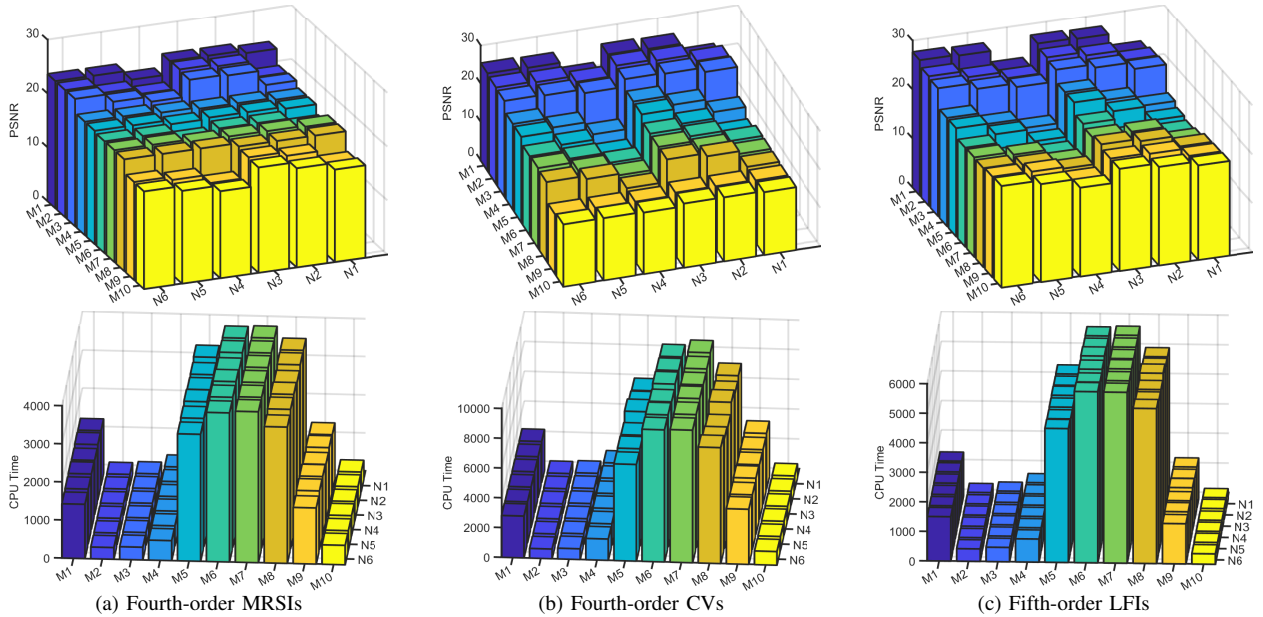 30
20
10
0
PSNR
M1
M2
M3
M4
M5
M6
M7
M8
M9
M10
N6
N5
N4
N3
N2
N1
30
20
10
0
PSNR
M1
M2
M3
M4
M5
M6
M7
M8
M9
M10
N6
N5
N4
N3
N2
N1
30
20
10
0
PSNR
M1
M2
M3
M4
M5
M6
M7
M8
M9
M10
N6
N5
N4
N3
N2
N1
4000
3000
2000
1000
0
CPU Time
M1
M2
M3
M4
M5
M6
M7
M8
M9
M10
N1
N2
N3
N4
N5
N6
10000
8000
6000
4000
2000
0
CPU Time
M1
M2
M3
M4
M5
M6
M7
M8
M9
M10
N1
N2
N3
N4
N5
N6
6000
5000
4000
3000
2000
1000
0
CPU Time
M1
M2
M3
M4
M5
M6
M7
M8
M9
M10
N1
N2
N3
N4
N5
N6
(a) Fourth-order MRSIs
(b) Fourth-order CVs
(c) Fifth-order LFIs